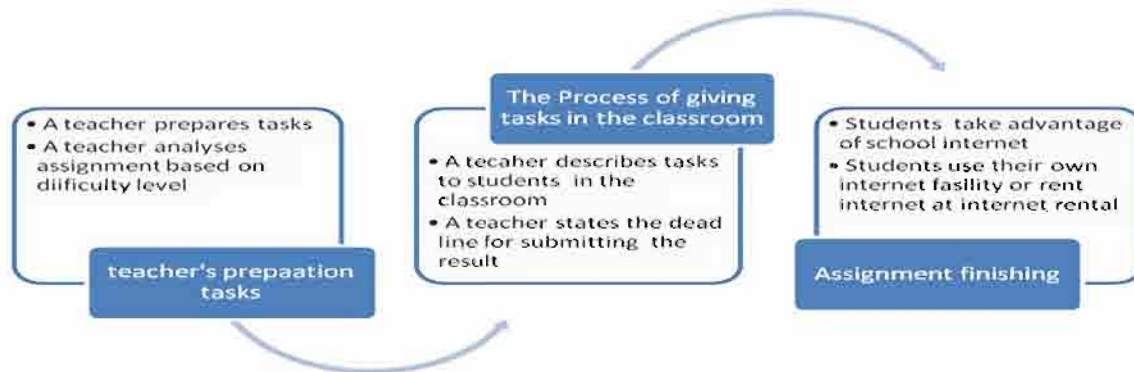 • A teacher prepares tasks
• A teacher analyses
assignment based on
diifficulty level
teacher's prepaation
tasks
The Process of giving
tasks in the classroom
• A tecaher describes tasks
to students in the
classroom
• A teacher states the dead
line for submitting the
result
• Students take advantage
of school internet
• Students use their own
internet fasility or rent
internet at internet rental
Assignment finishing